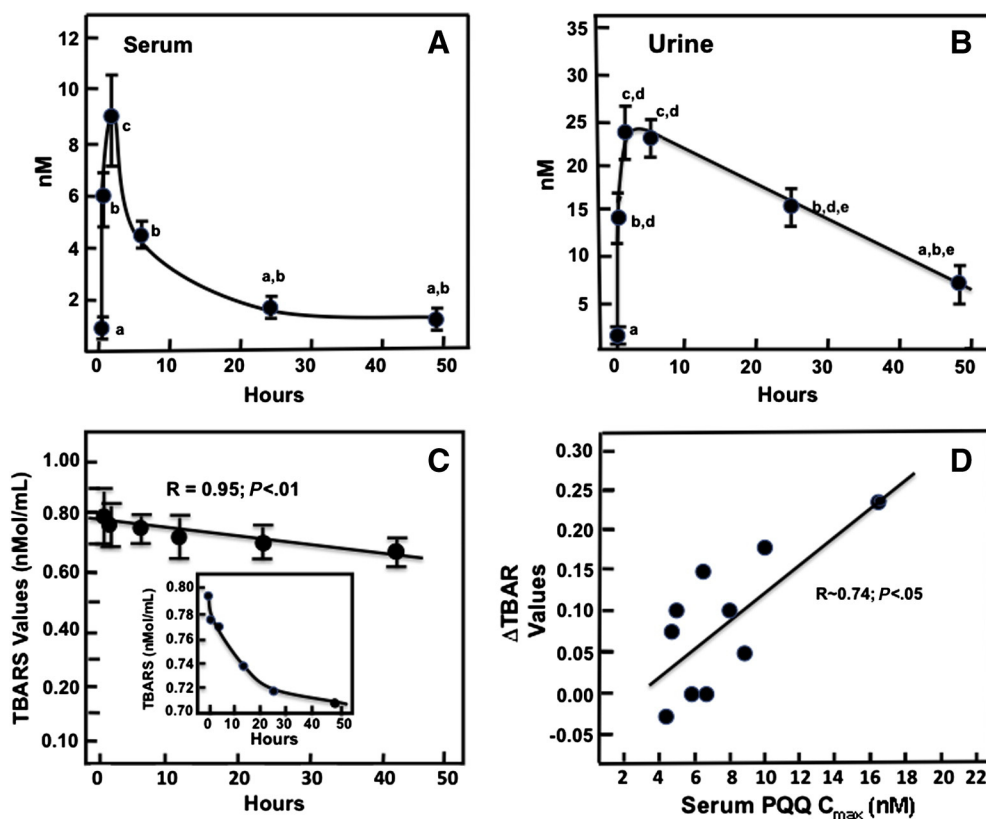 Serum
A
12
10
8
6
4
2
nM
c
b
b
a
a,b
a,b
0 10 20 30 40 50
Hours
Urine
B
35
30
25
20
15
10
5
nM
c,d
c,d
b,d
b,d,e
a,b,e
a
0 10 20 30 40 50
Hours
C
R = 0.95; P<.01
TBARS Values (nMol/mL)
1.00
0.80
0.60
0.40
0.20
0.10
0 10 20 30 40 50
Hours
TBARS (nMol/mL)
0.80
0.78
0.76
0.74
0.72
0.70
0 10 20 30 40 50
Hours
D
ΔTBAR
Values
0.30
0.25
0.20
0.15
0.10
0.05
0.00
-0.05
R~0.74; P<.05
2 4 6 8 10 12 14 16 18 20 22
Serum PQQ Cmax (nM)